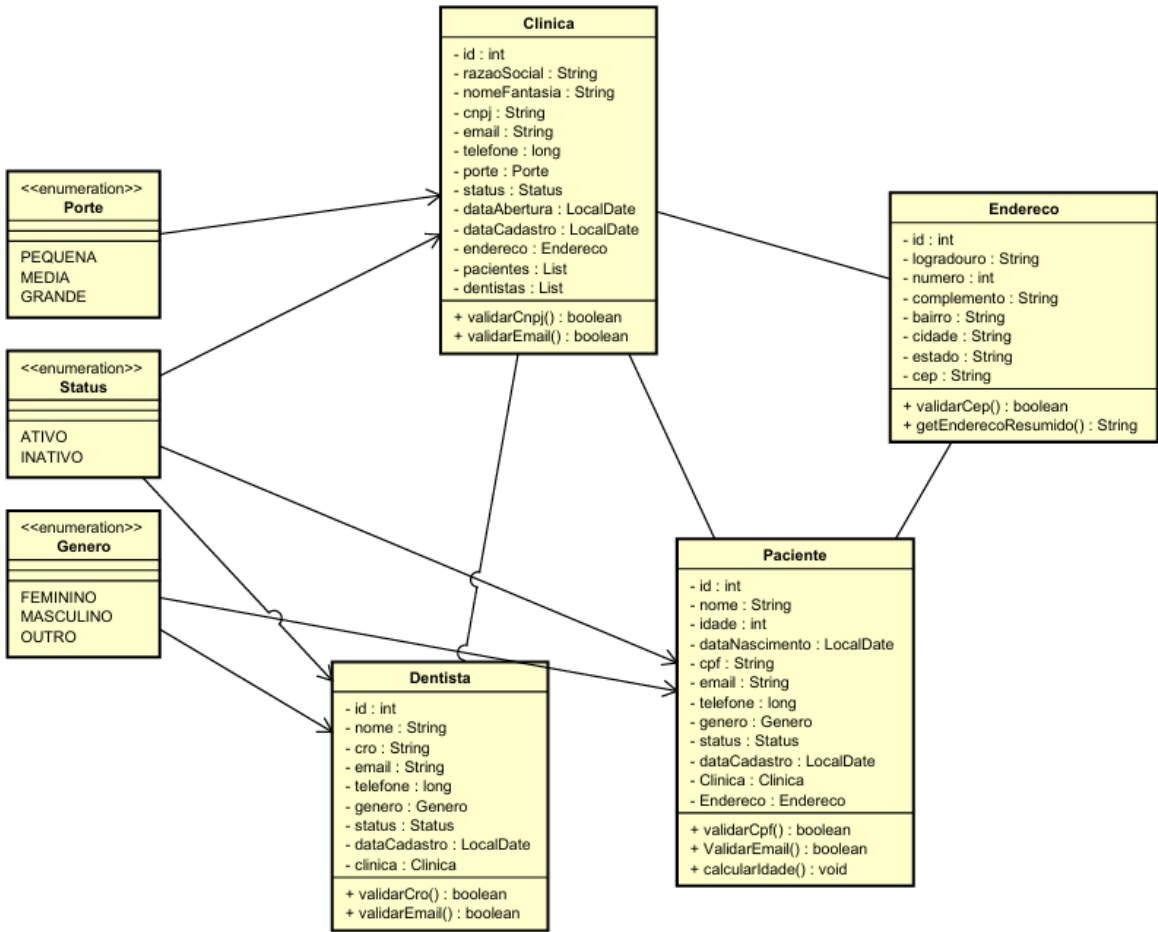 Clinica
- id : int
- razaoSocial : String
- nomeFantasia : String
- cnpj : String
- email : String
- telefone : long
- porte : Porte
- status : Status
- dataAbertura : LocalDate
- dataCadastro : LocalDate
- endereco : Endereco
- pacientes : List
- dentistas : List
+ validarCnpj() : boolean
+ validarEmail() : boolean
<<enumeration>>
Porte
PEQUENA
MEDIA
GRANDE
Endereco
- id : int
- logradouro : String
- numero : int
- complemento : String
- bairro : String
- cidade : String
- estado : String
- cep : String
+ validarCep() : boolean
+ getEnderecoResumido() : String
<<enumeration>>
Status
ATIVO
INATIVO
<<enumeration>>
Genero
FEMININO
MASCULINO
OUTRO
Paciente
- id : int
- nome : String
- idade : int
- dataNascimento : LocalDate
- cpf : String
- email : String
- telefone : long
- genero : Genero
- status : Status
- dataCadastro : LocalDate
- Clinica : Clinica
- Endereco : Endereco
+ validarCpf() : boolean
+ ValidarEmail() : boolean
+ calcularIdade() : void
Dentista
- id : int
- nome : String
- cro : String
- email : String
- telefone : long
- genero : Genero
- status : Status
- dataCadastro : LocalDate
- clinica : Clinica
+ validarCro() : boolean
+ validarEmail() : boolean